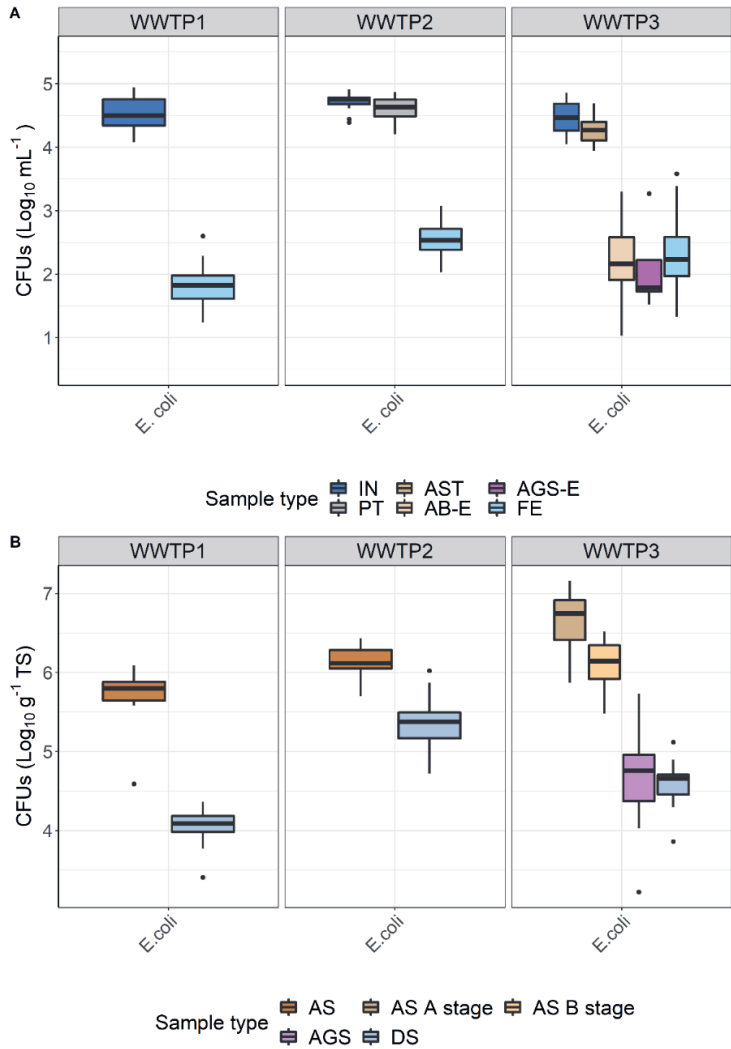 A
WWTP1 WWTP2 WWTP3
CFUs (Log10 mL-1 )
5
4
3
2
1
E. coli E. coli E. coli
Sample type
IN AST AGS-E
PT AB-E FE
B
WWTP1 WWTP2 WWTP3
CFUs (Log10 g-1 TS)
7
6
5
4
E.coli E.coli E.coli
Sample type
AS AS A stage AS B stage
AGS DS